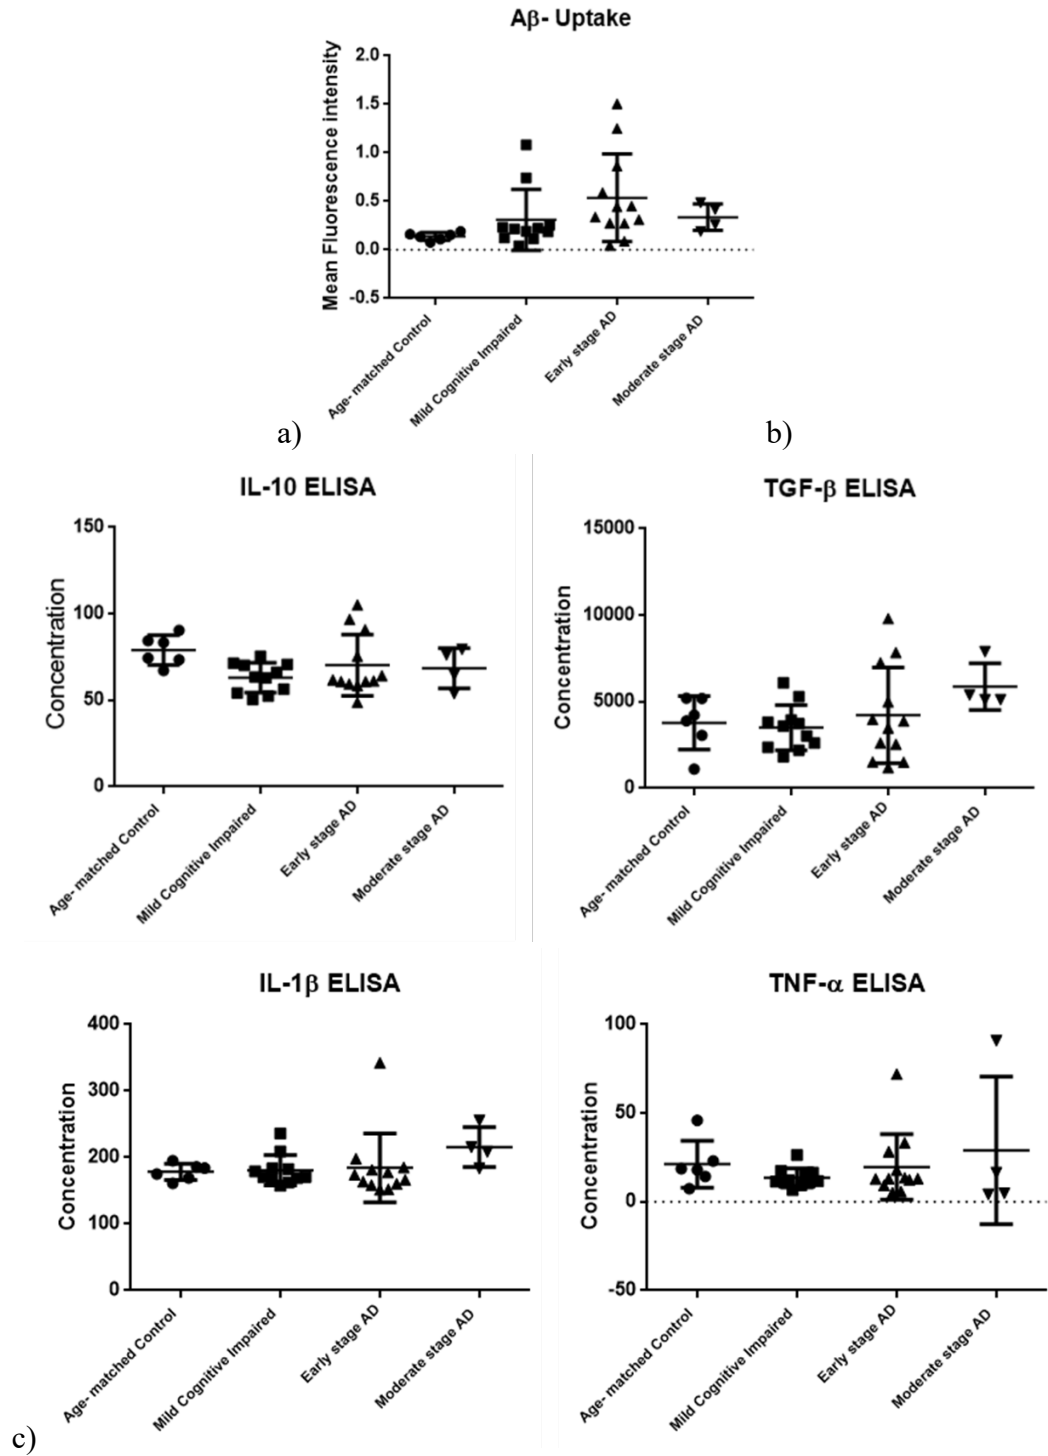 Aβ- Uptake
Mean Fluorescence intensity
2.0
1.5
1.0
0.5
0.0
-0.5
Age- matched Control
Mild Cognitive Impaired
Early stage AD
Moderate stage AD
a)
b)
IL-10 ELISA
Concentration
150
100
50
0
Age- matched Control
Mild Cognitive Impaired
Early stage AD
Moderate stage AD
TGF-β ELISA
Concentration
15000
10000
5000
0
Age- matched Control
Mild Cognitive Impaired
Early stage AD
Moderate stage AD
IL-1β ELISA
Concentration
400
300
200
100
0
Age- matched Control
Mild Cognitive Impaired
Early stage AD
Moderate stage AD
TNF-α ELISA
Concentration
100
50
0
-50
Age- matched Control
Mild Cognitive Impaired
Early stage AD
Moderate stage AD
c)